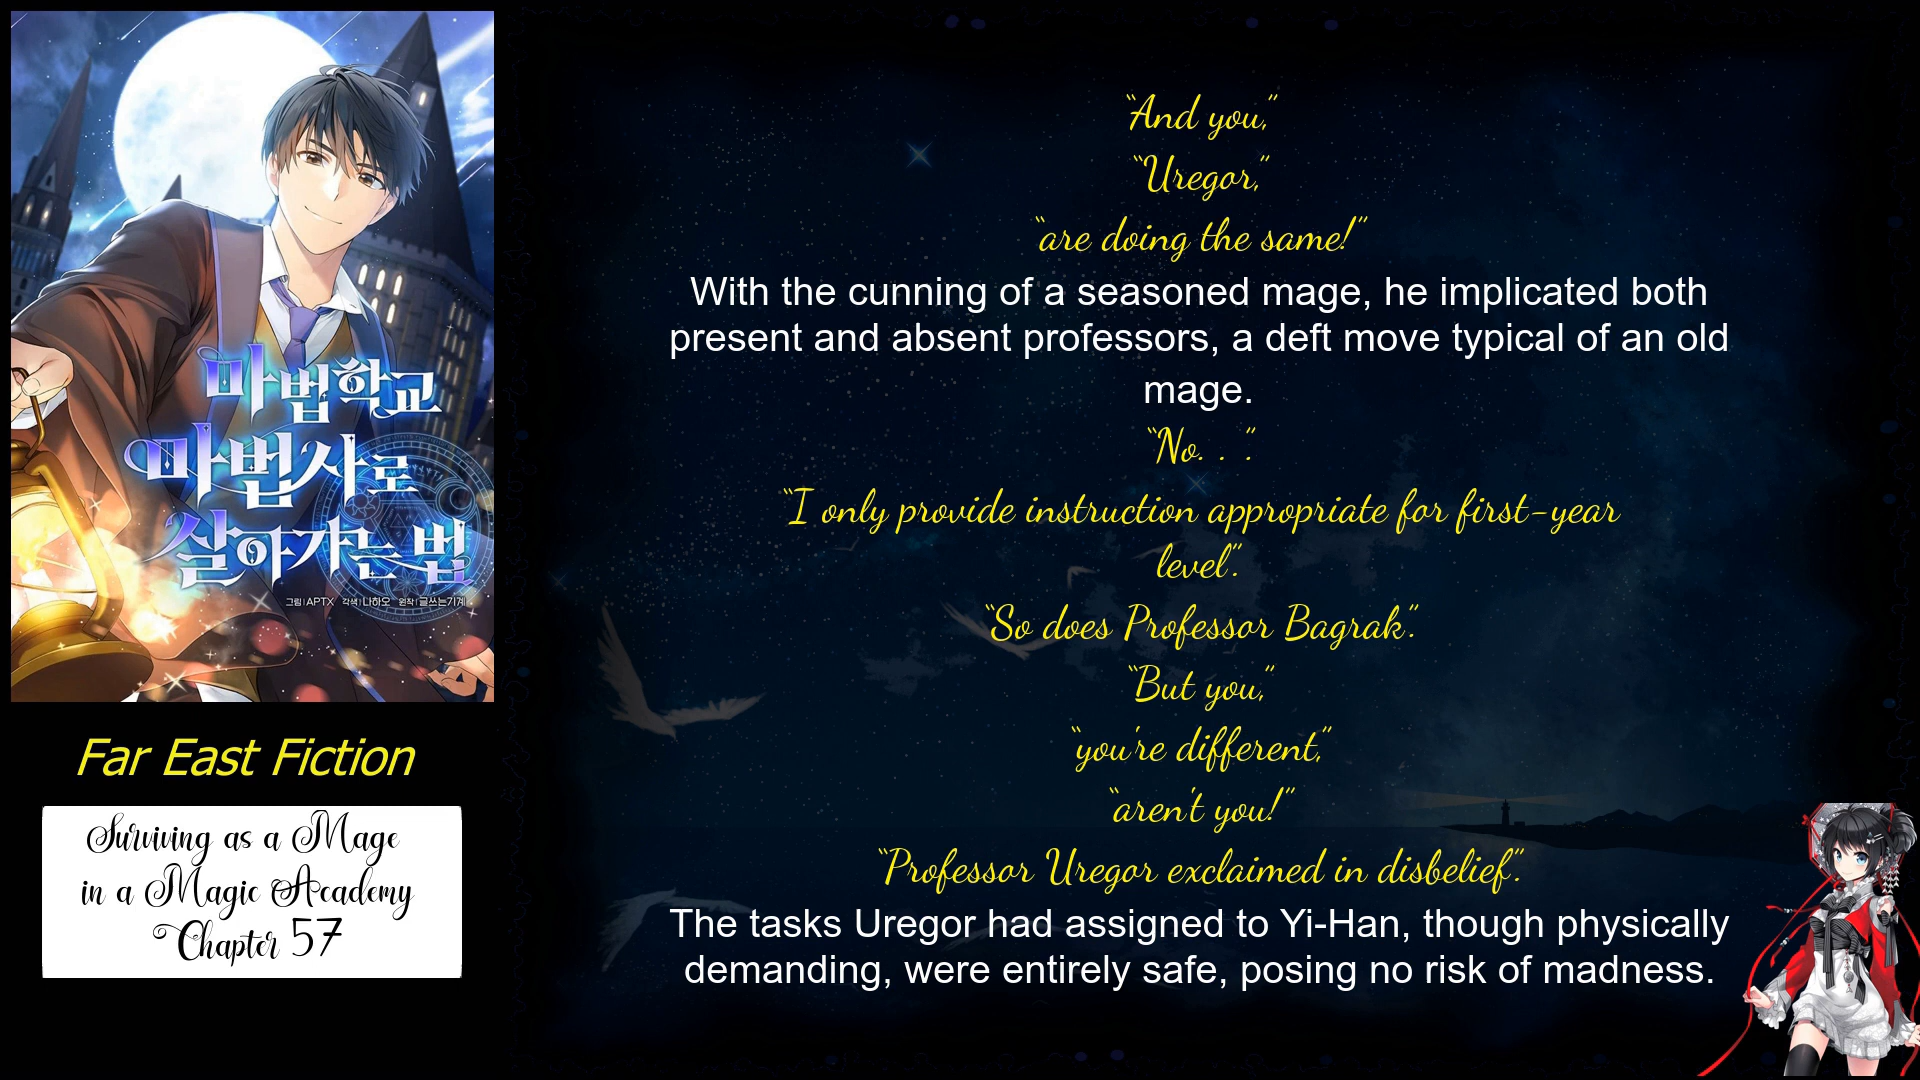 마법학교
마법사로
살아가는 법
그림 | APTX 각색 | 나하오 원작 | 글쓰는기계
Far East Fiction
Surviving as a Mage
in a Magic Academy
Chapter 57
“And you,”
“Uregor,”
“are doing the same!”
With the cunning of a seasoned mage, he implicated both
present and absent professors, a deft move typical of an old
mage.
“No. . .”
“I only provide instruction appropriate for first-year
level”.
“So does Professor Bagrak”.
“But you,”
“you're different,”
“aren't you!”
“Professor Uregor exclaimed in disbelief”.
The tasks Uregor had assigned to Yi-Han, though physically
demanding, were entirely safe, posing no risk of madness.